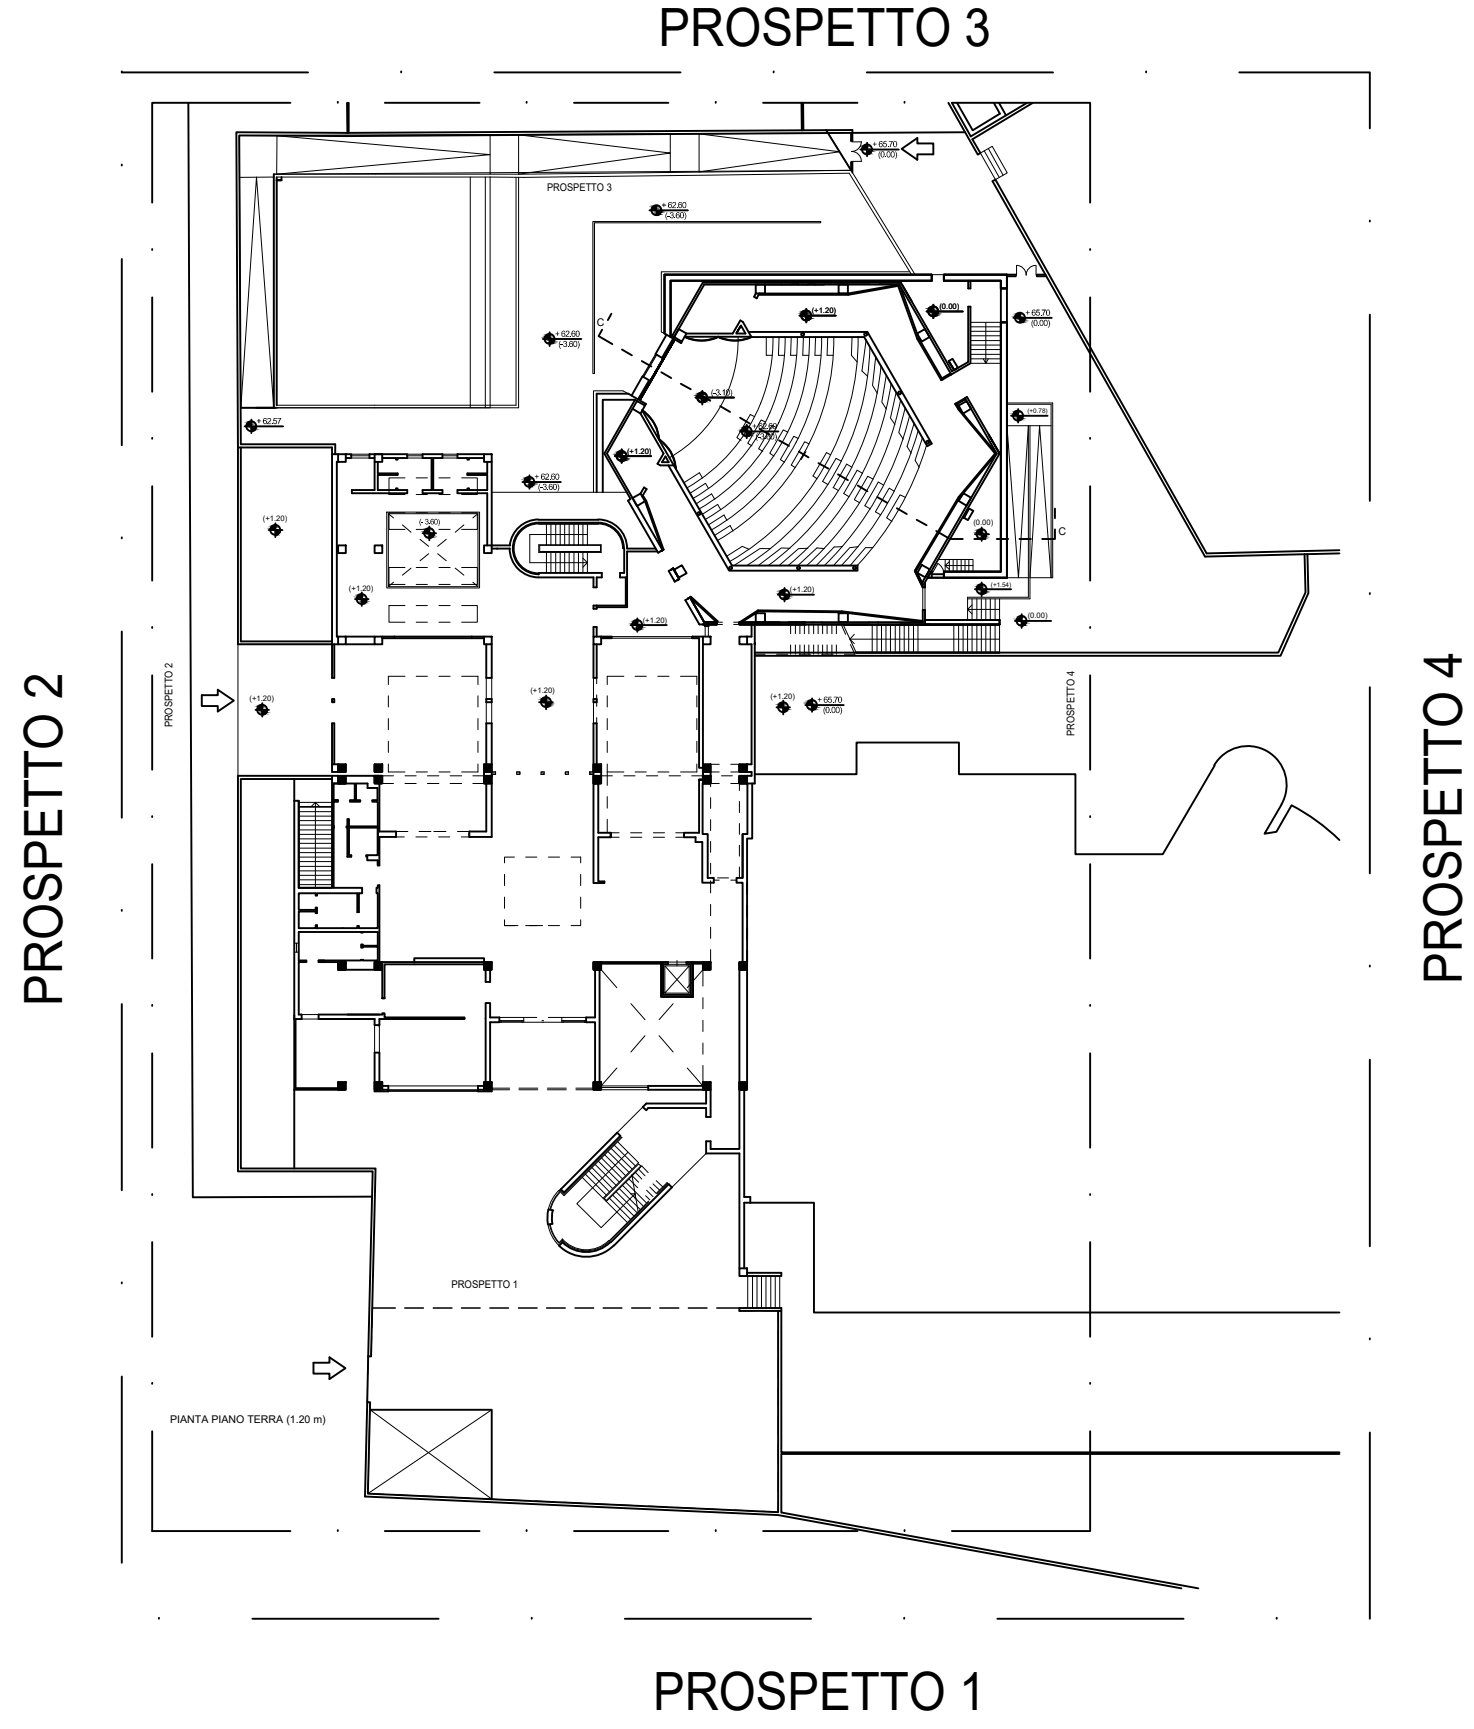 PROSPETTO 3
+ 65.70
(0.00)
PROSPETTO 3
+ 62.60
(-3.60)
(+1.20)
(0.00)
+ 65.70
(0.00)
C
+ 62.60
(-3.60)
(-3.10)
(+0.78)
+ 62.57
(+1.20)
+ 62.60
(-3.60)
(+1.20)
(-3.60)
(0.00)
C
(+1.20)
(+1.20)
(+1.54)
(+1.20)
(0.00)
PROSPETTO 2
PROSPETTO 2
(+1.20)
(+1.20)
(+1.20)
+ 65.70
(0.00)
PROSPETTO 4
PROSPETTO 4
PROSPETTO 1
PIANTA PIANO TERRA (1.20 m)
PROSPETTO 1